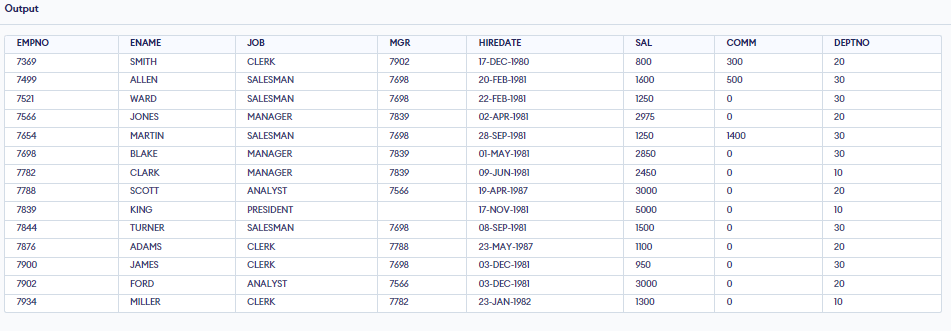 Output
EMPNO ENAME JOB MGR HIREDATE SAL COMM DEPTNO
7369 SMITH CLERK 7902 17-DEC-1980 800 300 20
7499 ALLEN SALESMAN 7698 20-FEB-1981 1600 500 30
7521 WARD SALESMAN 7698 22-FEB-1981 1250 0 30
7566 JONES MANAGER 7839 02-APR-1981 2975 0 20
7654 MARTIN SALESMAN 7698 28-SEP-1981 1250 1400 30
7698 BLAKE MANAGER 7839 01-MAY-1981 2850 0 30
7782 CLARK MANAGER 7839 09-JUN-1981 2450 0 10
7788 SCOTT ANALYST 7566 19-APR-1987 3000 0 20
7839 KING PRESIDENT 17-NOV-1981 5000 0 10
7844 TURNER SALESMAN 7698 08-SEP-1981 1500 0 30
7876 ADAMS CLERK 7788 23-MAY-1987 1100 0 20
7900 JAMES CLERK 7698 03-DEC-1981 950 0 30
7902 FORD ANALYST 7566 03-DEC-1981 3000 0 20
7934 MILLER CLERK 7782 23-JAN-1982 1300 0 10